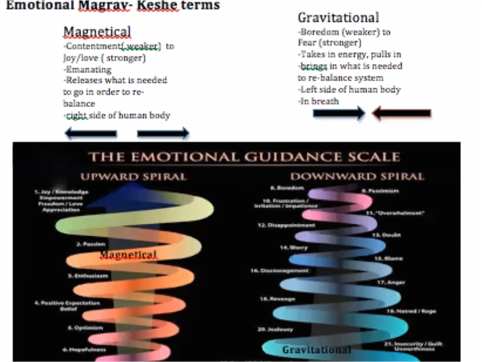 Emotional Magrav- Keshe terms
Magnetical
-Contentment( weaker) to
Joy/love ( stronger)
-Emanating
-Releases what is needed
to go in order to re-
balance
-right side of human body
Gravitational
-Boredom (weaker) to
Fear (stronger)
-Takes in energy, pulls in
-brings in what is needed
to re-balance system
-Left side of human body
-In breath
THE EMOTIONAL GUIDANCE SCALE
UPWARD SPIRAL
1. Joy / Knowledge
Empowerment
Freedom / Love
Appreciation
2. Passion
Magnetical
3. Enthusiasm
4. Positive Expectation
Belief
5. Optimism
6. Hopefulness
DOWNWARD SPIRAL
8. Boredom
9. Pessimism
10. Frustration /
Irritation / Impatience
11. "Overwhelment"
12. Disappointment
13. Doubt
14. Worry
15. Blame
16. Discouragement
17. Anger
18. Revenge
19. Hatred / Rage
20. Jealousy
21. Insecurity / Guilt
Unworthiness
Gravitational